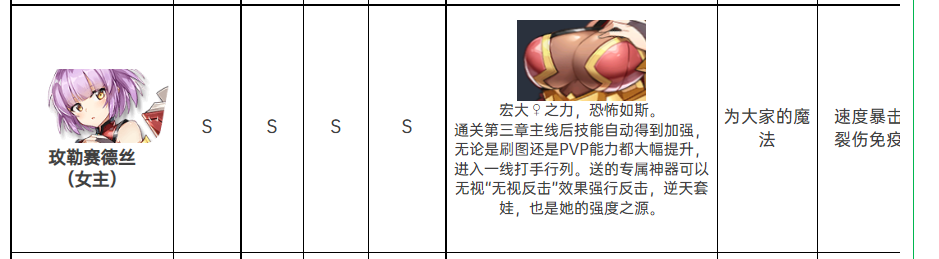 玫勒赛德丝
（女主）
S
S
S
S
宏大♀之力，恐怖如斯。
通关第三章主线后技能自动得到加强，
无论是刷图还是PVP能力都大幅提升，
进入一线打手行列。送的专属神器可以
无视“无视反击”效果强行反击，逆天套
娃，也是她的强度之源。
为大家的魔
法
速度暴击
裂伤免疫